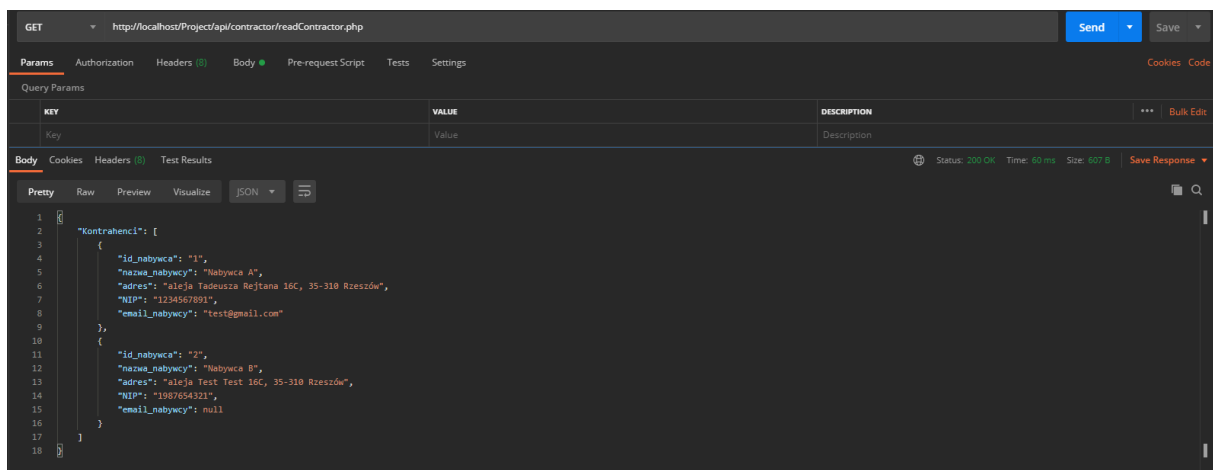 GET http://localhost/Project/api/contractor/readContractor.php Send Save
Params Authorization Headers (8) Body Pre-request Script Tests Settings Cookies Code
Query Params
KEY VALUE DESCRIPTION ••• Bulk Edit
Key Value Description
Body Cookies Headers (8) Test Results Status: 200 OK Time: 60 ms Size: 607 B Save Response
Pretty Raw Preview Visualize JSON
1 {
2 "Kontrahenci": [
3 {
4 "id_nabywca": "1",
5 "nazwa_nabywcy": "Nabywca A",
6 "adres": "aleja Tadeusza Rejtana 16C, 35-310 Rzeszów",
7 "NIP": "1234567891",
8 "email_nabywcy": "test@gmail.com"
9 },
10 {
11 "id_nabywca": "2",
12 "nazwa_nabywcy": "Nabywca B",
13 "adres": "aleja Test Test 16C, 35-310 Rzeszów",
14 "NIP": "1987654321",
15 "email_nabywcy": null
16 }
17 ]
18 }